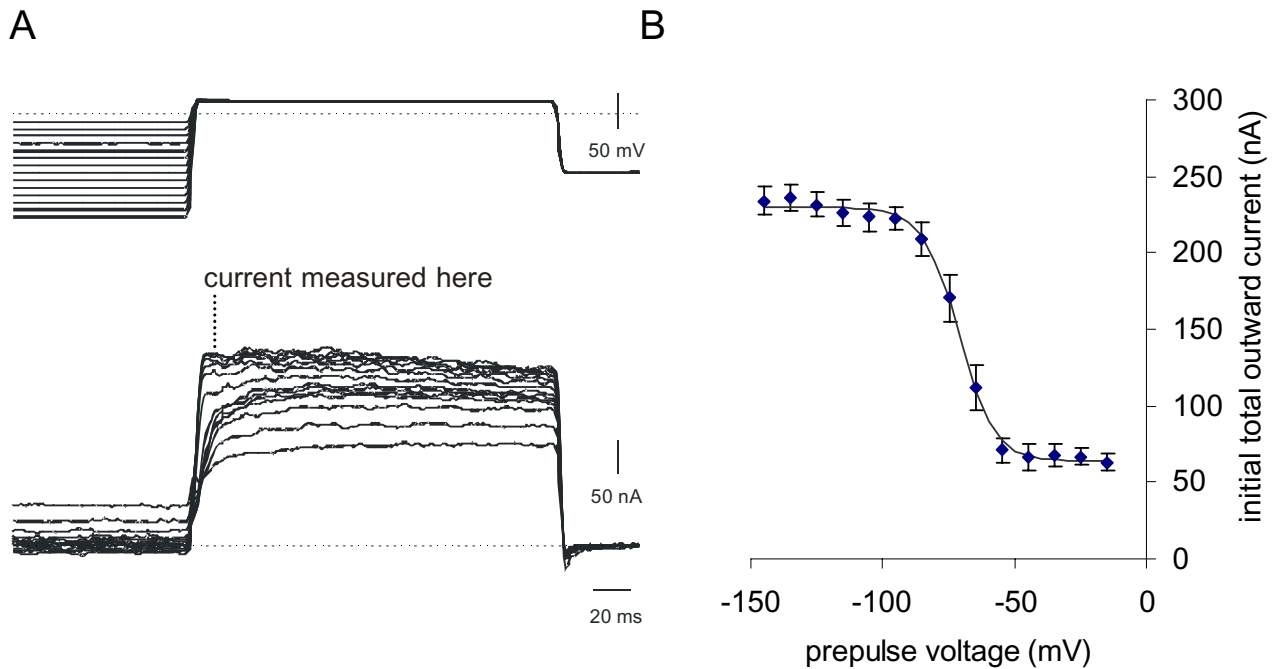 A
50 mV
current measured here
50 nA
20 ms
B
300
250
200
150
100
50
0
initial total outward current (nA)
-150
-100
-50
0
prepulse voltage (mV)